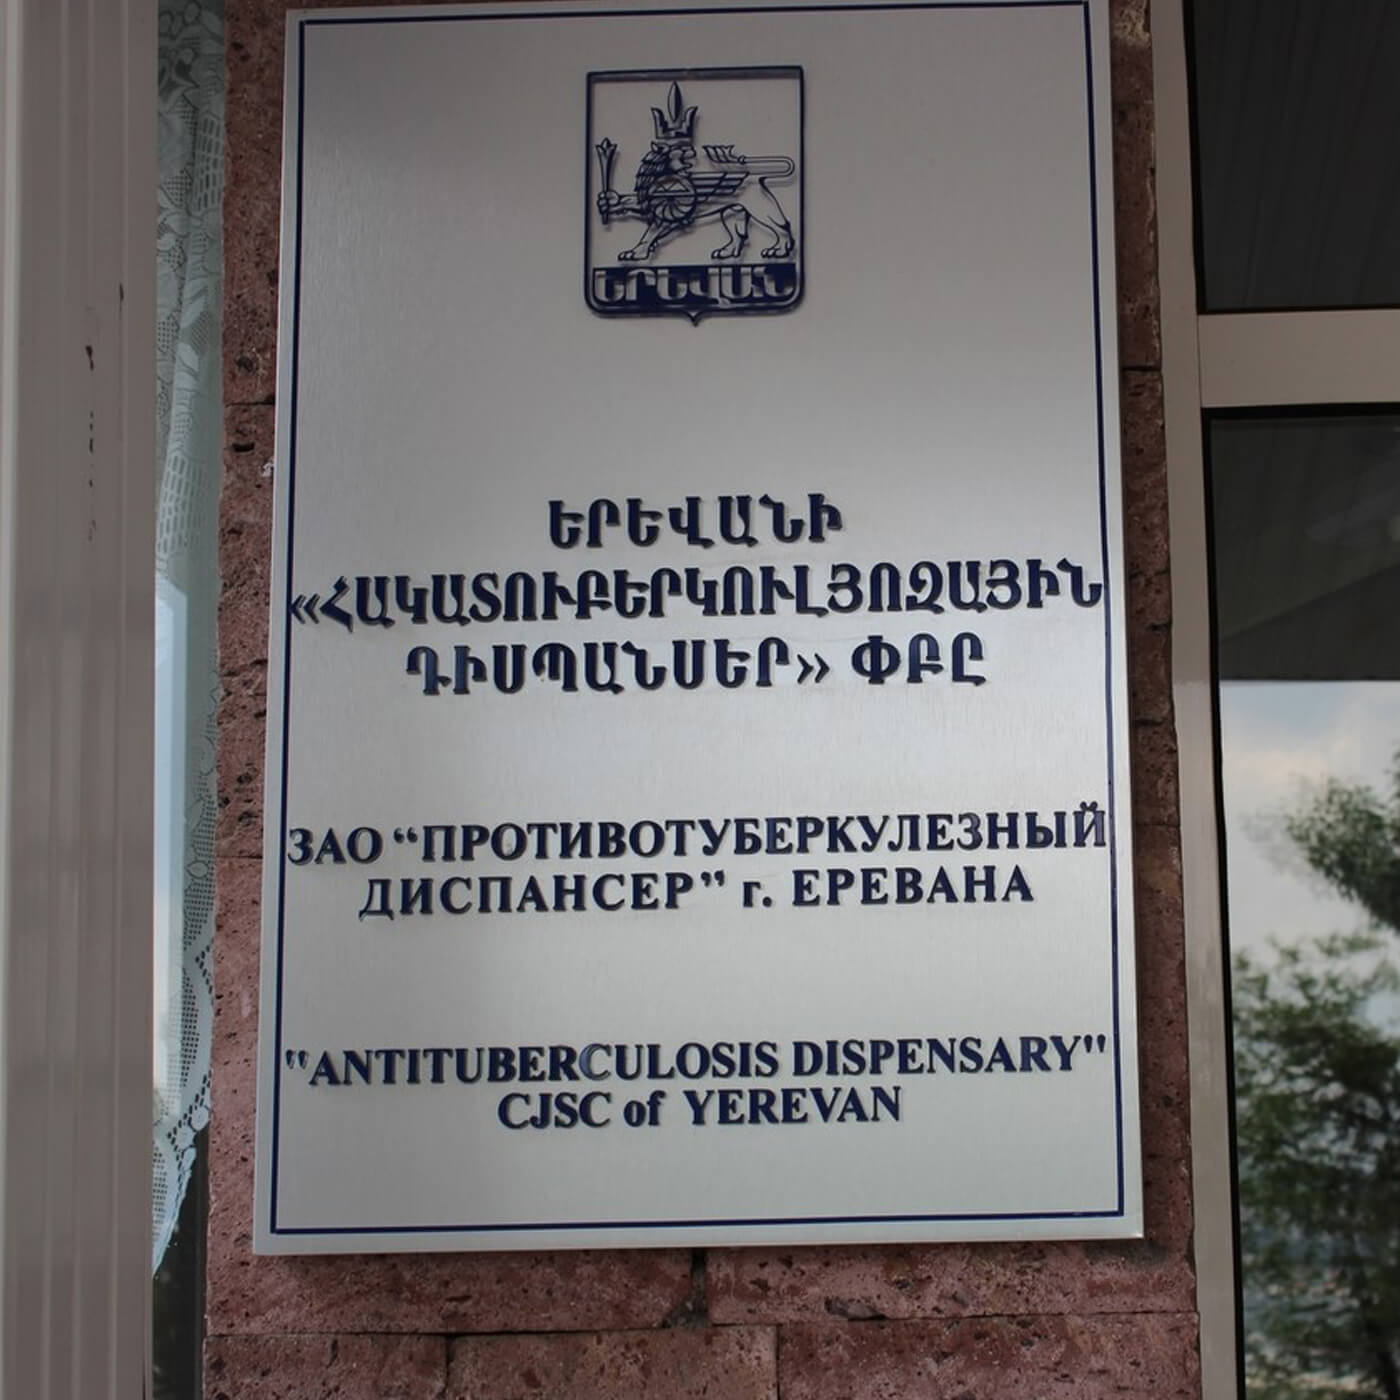 ԵՐԵՎԱՆ
ԵՐԵՎԱՆԻ
«ՀԱԿԱՏՈՒԲԵՐԿՈՒԼՅՈԶԱՅԻՆ
ԴԻՍՊԱՆՍԵՐ» ՓԲԸ
ЗАО “ПРОТИВОТУБЕРКУЛЕЗНЫЙ
ДИСПАНСЕР” г. ЕРЕВАНА
"ANTITUBERCULOSIS DISPENSARY"
CJSC of YEREVAN